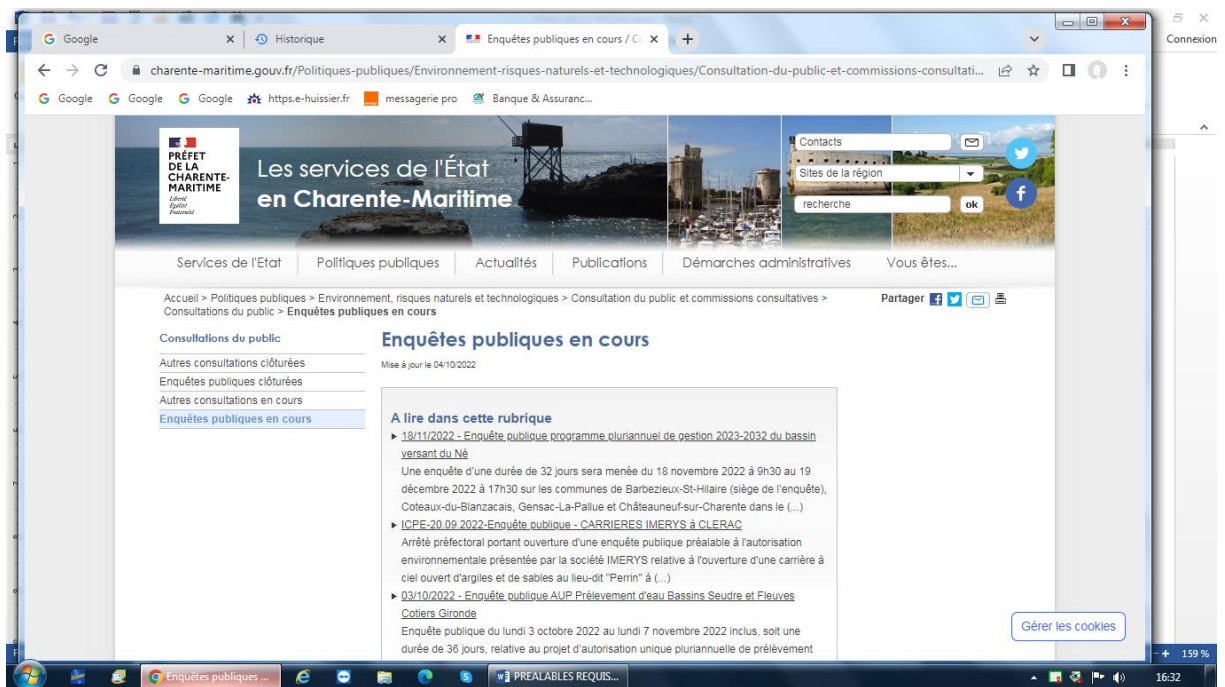 Connexion
Google
Historique
Enquêtes publiques en cours / C
charente-maritime.gouv.fr/Politiques-publiques/Environnement-risques-naturels-et-technologiques/Consultation-du-public-et-commissions-consultati...
Google Google Google https.e-huissier.fr messagerie pro Banque & Assuranc...
PRÉFET
DE LA
CHARENTE-
MARITIME
Liberté
Égalité
Fraternité
Les services de l'État
en Charente-Maritime
Contacts
Sites de la région
recherche ok
Services de l'Etat Politiques publiques Actualités Publications Démarches administratives Vous êtes...
Accueil > Politiques publiques > Environnement, risques naturels et technologiques > Consultation du public et commissions consultatives >
Consultations du public > Enquêtes publiques en cours
Partager
Consultations du public
Autres consultations clôturées
Enquêtes publiques clôturées
Autres consultations en cours
Enquêtes publiques en cours
Enquêtes publiques en cours
Mise à jour le 04/10/2022
A lire dans cette rubrique
18/11/2022 - Enquête publique programme pluriannuel de gestion 2023-2032 du bassin
versant du Né
Une enquête d'une durée de 32 jours sera menée du 18 novembre 2022 à 9h30 au 19
décembre 2022 à 17h30 sur les communes de Barbezieux-St-Hilaire (siège de l'enquête),
Coteaux-du-Blanzacais, Gensac-La-Pallue et Châteauneuf-sur-Charente dans le (...)
ICPE-20.09.2022-Enquête publique - CARRIERES IMERYS à CLERAC
Arrêté préfectoral portant ouverture d'une enquête publique préalable à l'autorisation
environnementale présentée par la société IMERYS relative à l'ouverture d'une carrière à
ciel ouvert d'argiles et de sables au lieu-dit "Perrin" à (...)
03/10/2022 - Enquête publique AUP Prélevement d'eau Bassins Seudre et Fleuves
Cotiers Gironde
Enquête publique du lundi 3 octobre 2022 au lundi 7 novembre 2022 inclus, soit une
durée de 36 jours, relative au projet d'autorisation unique pluriannuelle de prélèvement
Gérer les cookies
159 %
Enquêtes publiques ...
PREALABLES REQUIS...
16:32